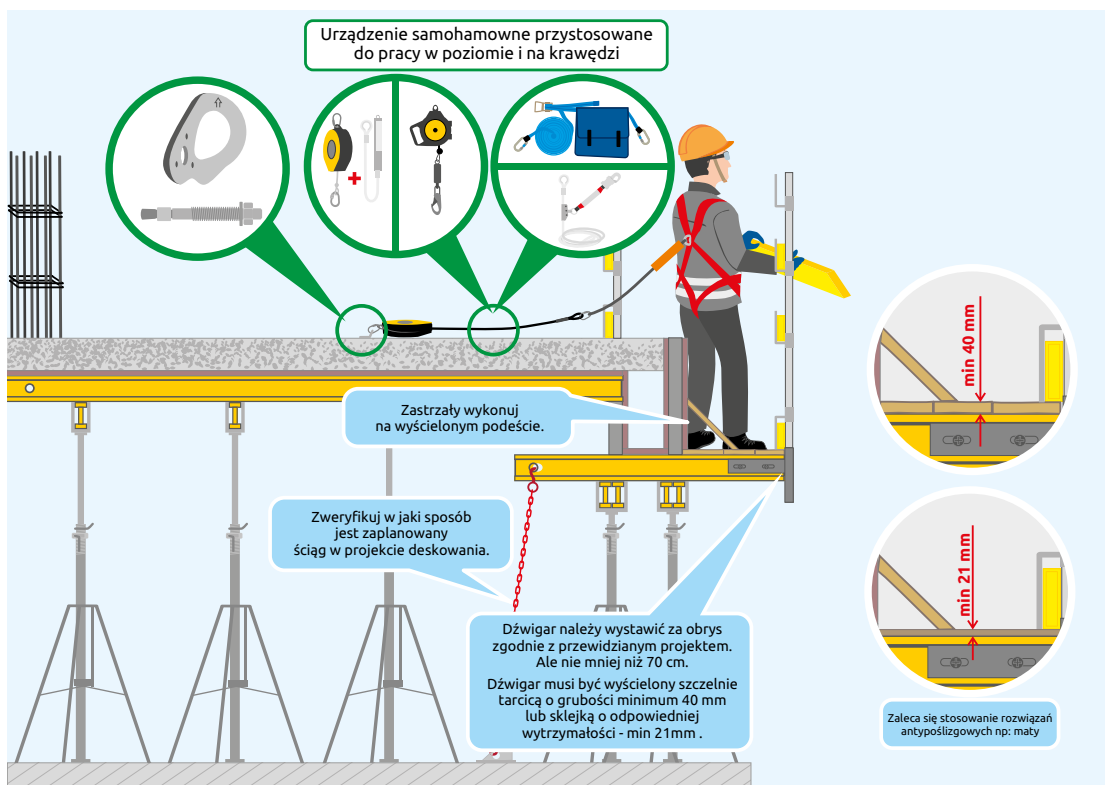 Urządzenie samohamowne przystosowane
do pracy w poziomie i na krawędzi
Zastrzały wykonuj
na wyścielonym podeście.
Zweryfikuj w jaki sposób
jest zaplanowany
ściąg w projekcie deskowania.
Dźwigar należy wystawić za obrys
zgodnie z przewidzianym projektem.
Ale nie mniej niż 70 cm.
Dźwigar musi być wyścielony szczelnie
tarcicą o grubości minimum 40 mm
lub sklejką o odpowiedniej
wytrzymałości - min 21mm .
min 40 mm
min 21 mm
Zaleca się stosowanie rozwiązań
antypoślizgowych np: maty